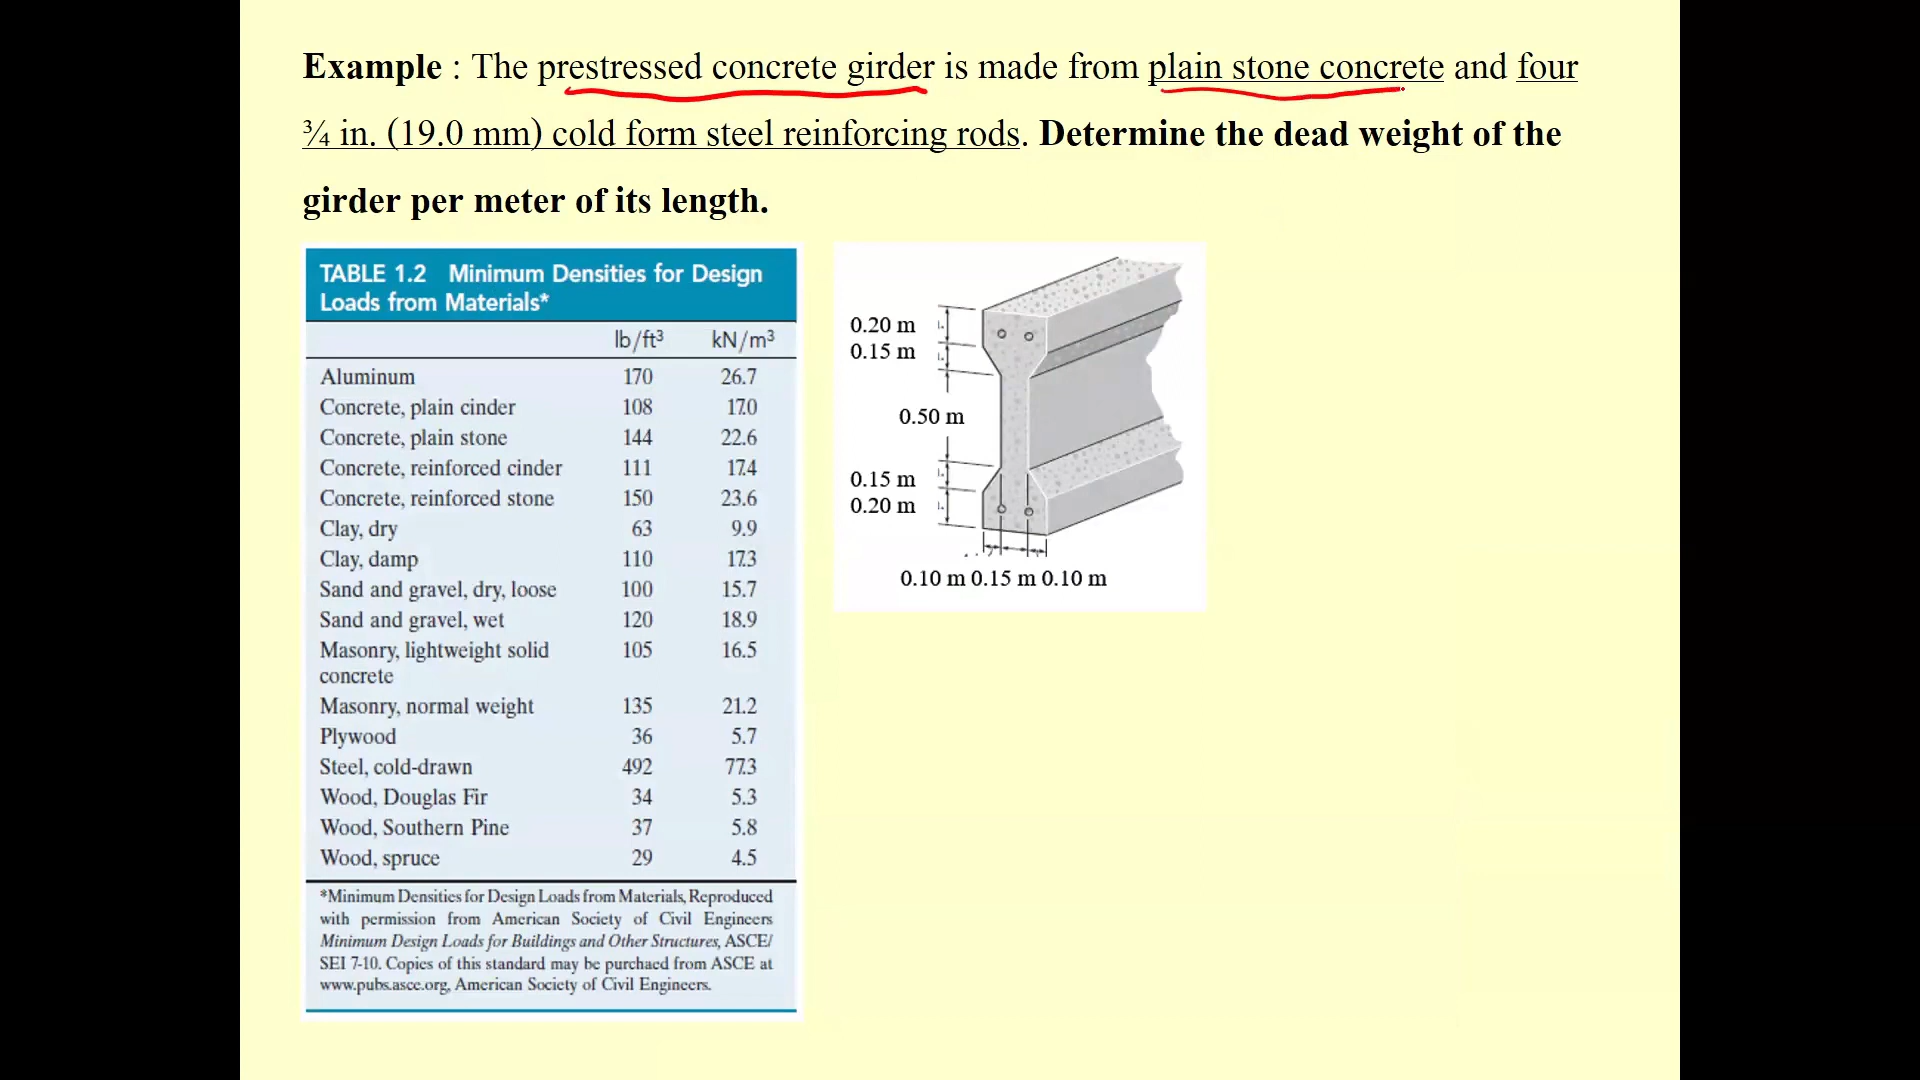 Example : The prestressed concrete girder is made from plain stone concrete and four
¾ in. (19.0 mm) cold form steel reinforcing rods. Determine the dead weight of the
girder per meter of its length.
TABLE 1.2 Minimum Densities for Design
Loads from Materials*
lb/ft³ kN/m³
Aluminum 170 26.7
Concrete, plain cinder 108 17.0
Concrete, plain stone 144 22.6
Concrete, reinforced cinder 111 17.4
Concrete, reinforced stone 150 23.6
Clay, dry 63 9.9
Clay, damp 110 17.3
Sand and gravel, dry, loose 100 15.7
Sand and gravel, wet 120 18.9
Masonry, lightweight solid 105 16.5
concrete
Masonry, normal weight 135 21.2
Plywood 36 5.7
Steel, cold-drawn 492 77.3
Wood, Douglas Fir 34 5.3
Wood, Southern Pine 37 5.8
Wood, spruce 29 4.5
*Minimum Densities for Design Loads from Materials, Reproduced
with permission from American Society of Civil Engineers
Minimum Design Loads for Buildings and Other Structures, ASCE/
SEI 7-10. Copies of this standard may be purchaed from ASCE at
www.pubs.asce.org, American Society of Civil Engineers.
0.20 m
0.15 m
0.50 m
0.15 m
0.20 m
0.10 m 0.15 m 0.10 m